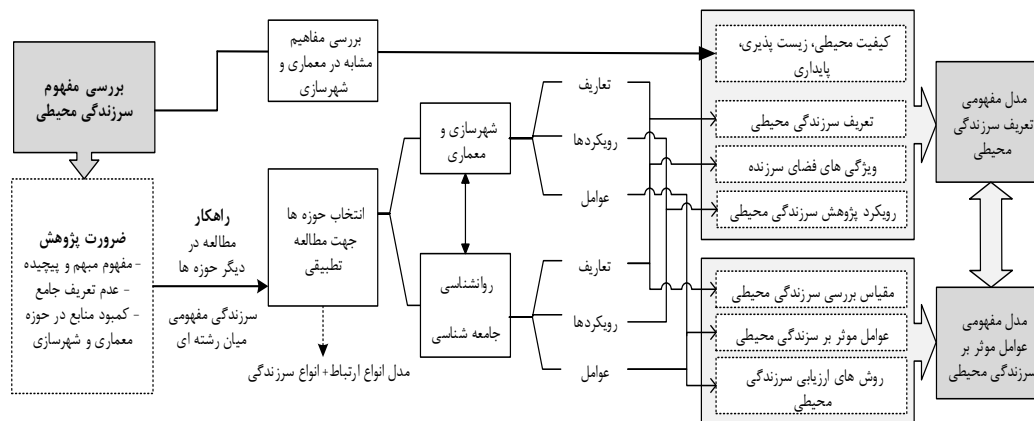 بررسی مفهوم
سرزندگی محیطی
ضرورت پژوهش
-مفهوم مبهم و پیچیده
- عدم تعریف جامع
- کمبود منابع در حوزه
معماری و شهرسازی
راهکار
مطالعه در
دیگر حوزه ها
سرزندگی مفهومی
میان رشته ای
بررسی مفاهیم
مشابه در معماری و
شهرسازی
انتخاب حوزه ها
جهت مطالعه
تطبیقی
مدل انواع ارتباط+ انواع سرزندگی
شهرسازی و
معماری
روانشناسی
جامعه شناسی
تعاریف
رویکردها
عوامل
تعاریف
رویکردها
عوامل
کیفیت محیطی، زیست پذیری،
پایداری
تعریف سرزندگی محیطی
ویژگی های فضای سرزنده
رویکرد پژوهش سرزندگی محیطی
مقیاس بررسی سرزندگی محیطی
عوامل موثر بر سزندگی محیطی
روش های ارزیابی سرزندگی
محیطی
مدل مفهومی
تعریف سرزندگی
محیطی
مدل مفهومی
عوامل موثر بر
سرزندگی محیطی